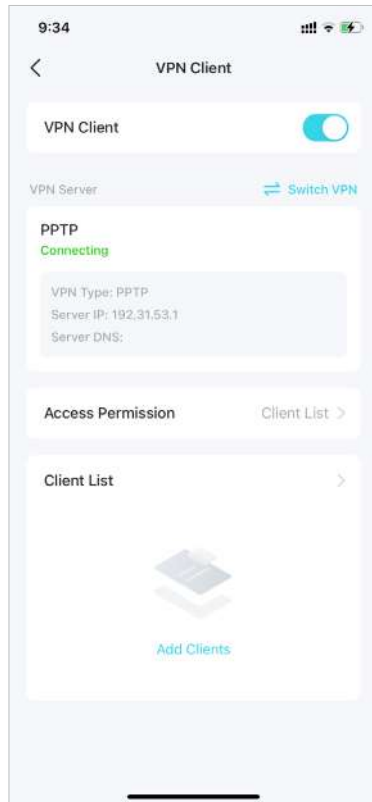 9:34
VPN Client
VPN Client
VPN Server
Switch VPN
PPTP
Connecting
VPN Type: PPTP
Server IP: 192.31.53.1
Server DNS:
Access Permission
Client List
Client List
Add Clients